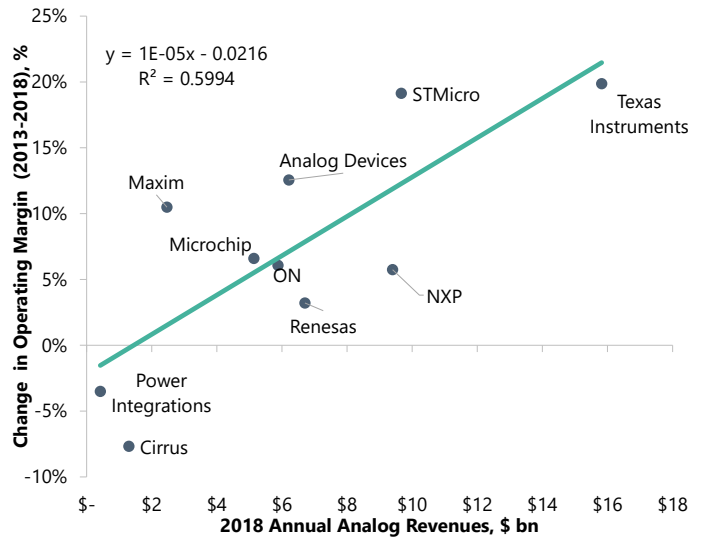 25%
y = 1E-05x - 0.0216
R² = 0.5994
20%
STMicro
Texas
Instruments
15%
Analog Devices
Maxim
10%
Microchip
ON
5%
NXP
Renesas
0%
Power
Integrations
-5%
Cirrus
-10%
Change in Operating Margin (2013-2018), %
$- $2 $4 $6 $8 $10 $12 $14 $16 $18
2018 Annual Analog Revenues, $ bn